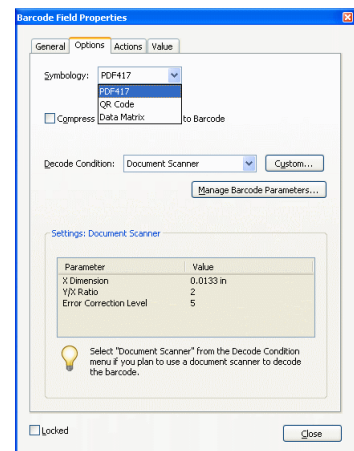 Barcode Field Properties
General Options Actions Value
Symbology: PDF417
PDF417
QR Code
Data Matrix
Compress to Barcode
Decode Condition: Document Scanner Custom...
Manage Barcode Parameters...
Settings: Document Scanner
Parameter Value
X Dimension 0.0133 in
Y/X Ratio 2
Error Correction Level 5
Select "Document Scanner" from the Decode Condition
menu if you plan to use a document scanner to decode
the barcode.
Locked Close